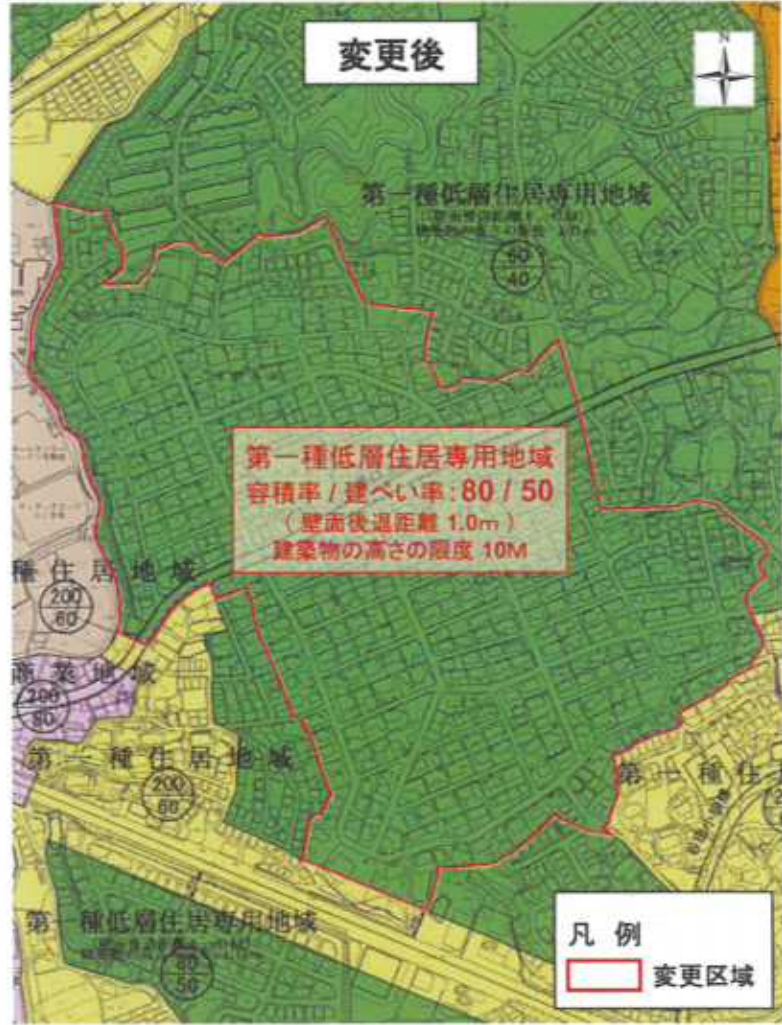 変更後
N
第一種低層住居専用地域
60
40
第一種低層住居専用地域
容積率 / 建ぺい率：80 / 50
（ 壁面後退距離 1.0m ）
建築物の高さの限度 10M
種住居地域
200
60
商業地域
200
80
第一種住居地域
200
60
第一種住
第一種低層住居専用地域
80
50
凡 例
変更区域